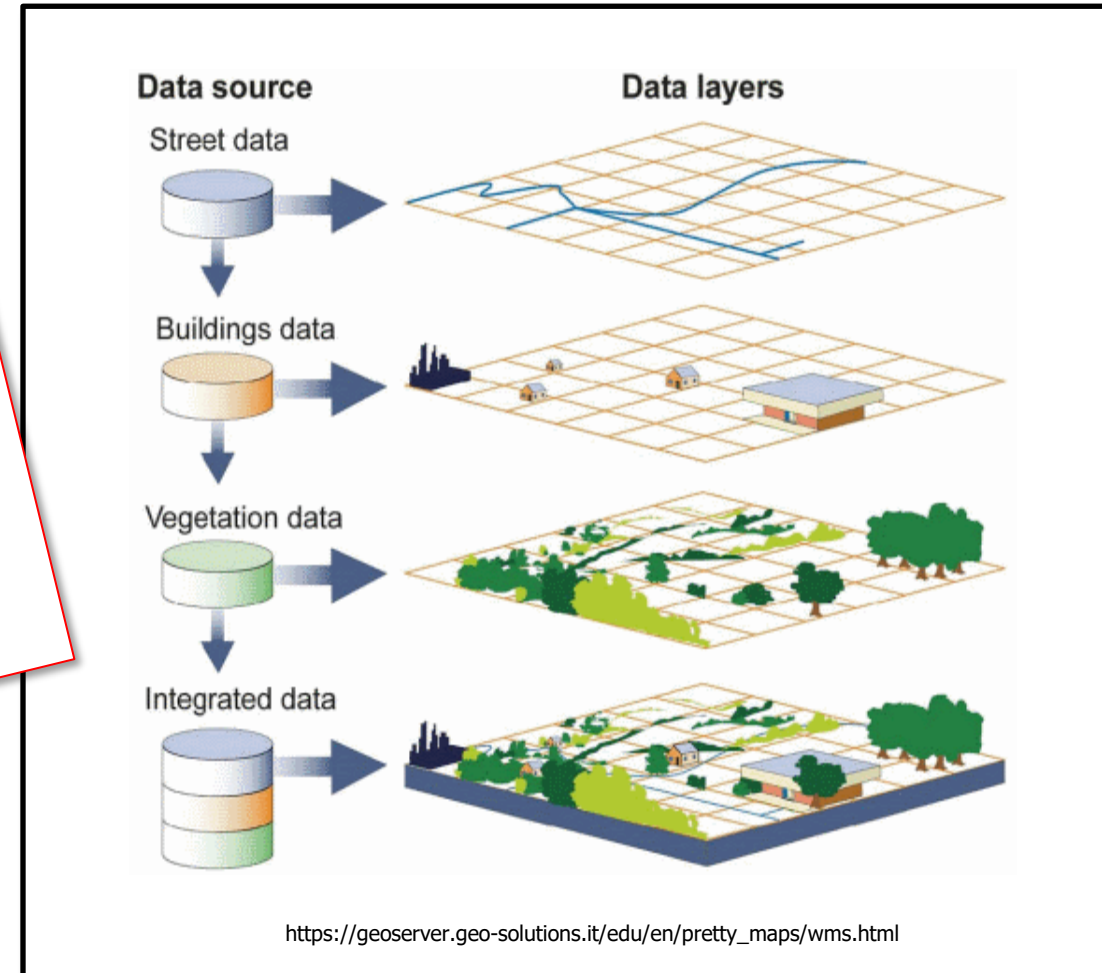 Data source
Data layers
Street data
Buildings data
Vegetation data
Integrated data
https://geoserver.geo-solutions.it/edu/en/pretty_maps/wms.html